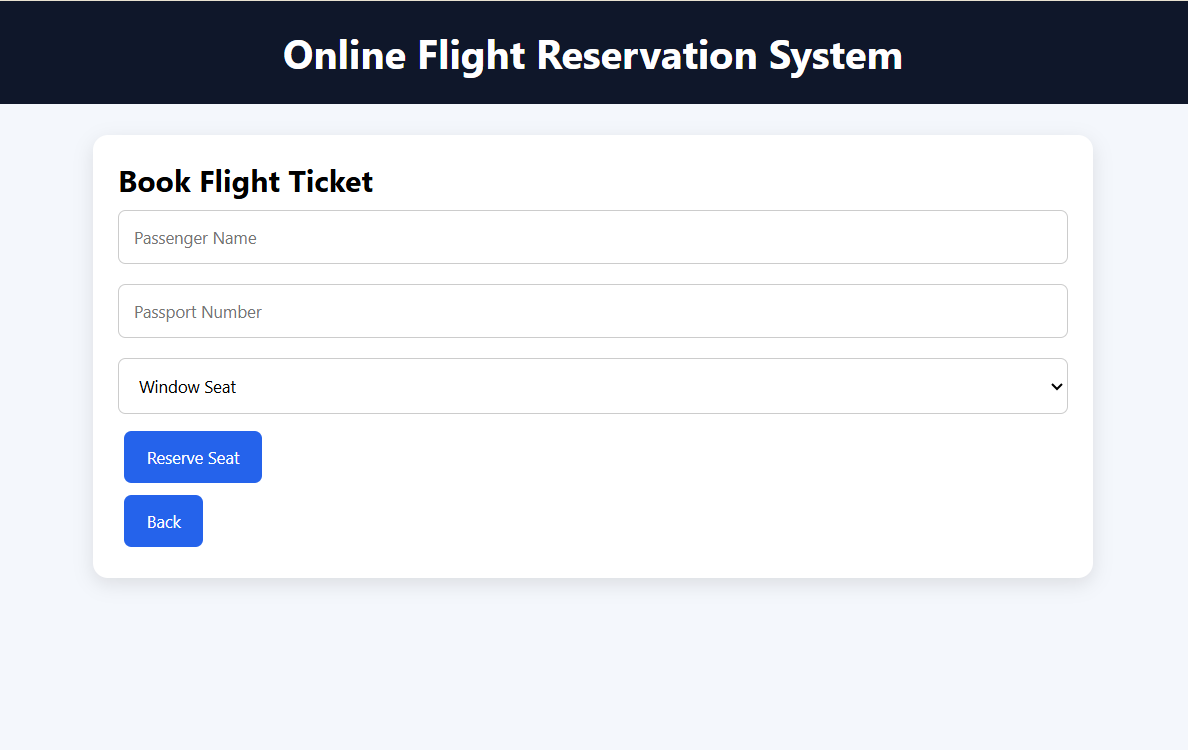 Online Flight Reservation System
Book Flight Ticket
Passenger Name
Passport Number
Window Seat
Reserve Seat
Back